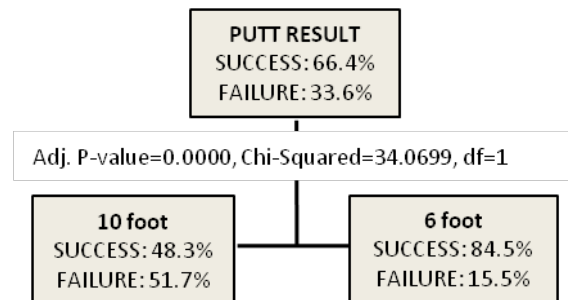 PUTT RESULT
SUCCESS: 66.4%
FAILURE: 33.6%
Adj. P-value=0.0000, Chi-Squared=34.0699, df=1
10 foot
SUCCESS: 48.3%
FAILURE: 51.7%
6 foot
SUCCESS: 84.5%
FAILURE: 15.5%